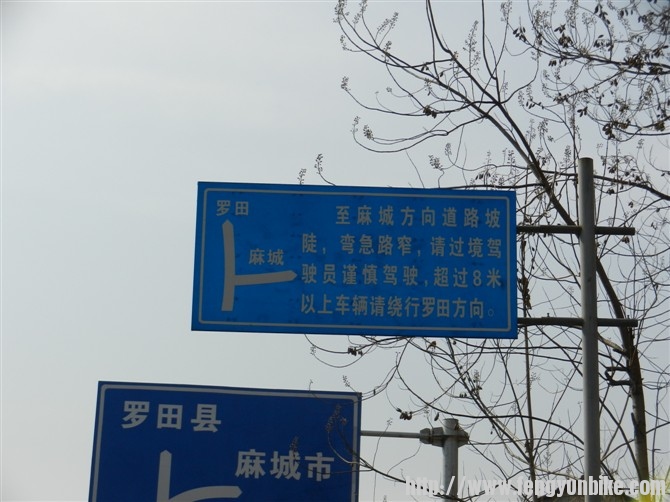 罗田
麻城
至麻城方向道路坡
陡，弯急路窄，请过境驾
驶员谨慎驾驶，超过8米
以上车辆请绕行罗田方向。
罗田县
麻城市
http://www.leppyonbike.com